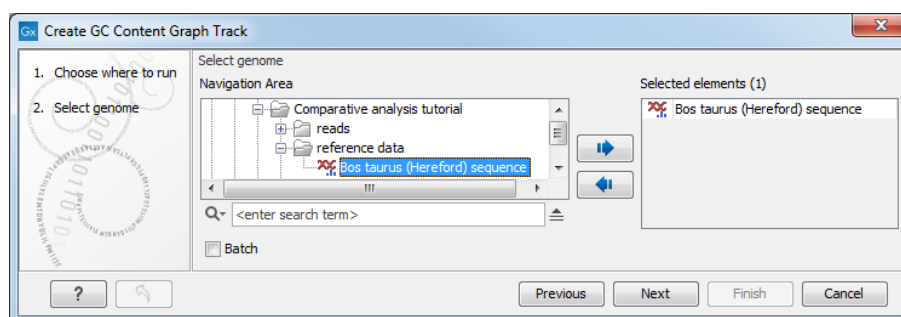 Gx Create GC Content Graph Track
1. Choose where to run
2. Select genome
Select genome
Navigation Area
Comparative analysis tutorial
reads
reference data
Bos taurus (Hereford) sequence
<enter search term>
Batch
Selected elements (1)
Bos taurus (Hereford) sequence
?
Previous
Next
Finish
Cancel